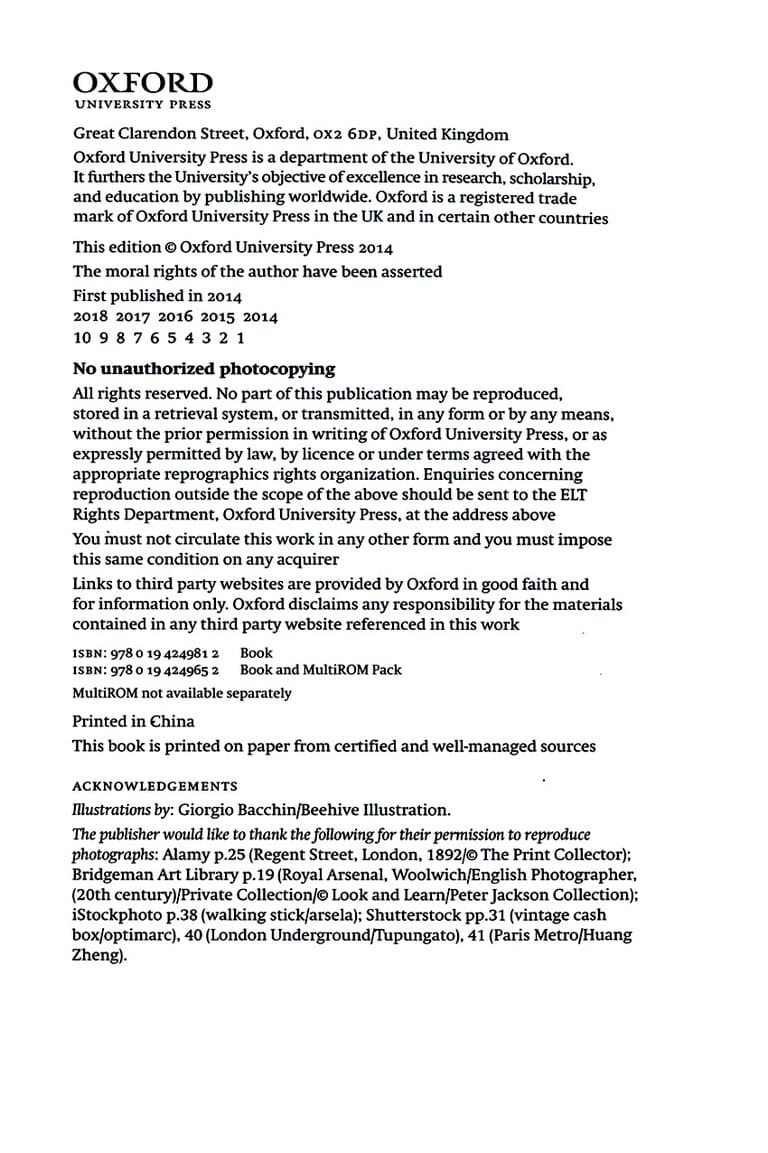 OXFORD
UNIVERSITY PRESS
Great Clarendon Street, Oxford, OX2 6DP, United Kingdom
Oxford University Press is a department of the University of Oxford.
It furthers the University's objective of excellence in research, scholarship,
and education by publishing worldwide. Oxford is a registered trade
mark of Oxford University Press in the UK and in certain other countries
This edition © Oxford University Press 2014
The moral rights of the author have been asserted
First published in 2014
2018 2017 2016 2015 2014
10 9 8 7 6 5 4 3 2 1
No unauthorized photocopying
All rights reserved. No part of this publication may be reproduced,
stored in a retrieval system, or transmitted, in any form or by any means,
without the prior permission in writing of Oxford University Press, or as
expressly permitted by law, by licence or under terms agreed with the
appropriate reprographics rights organization. Enquiries concerning
reproduction outside the scope of the above should be sent to the ELT
Rights Department, Oxford University Press, at the address above
You must not circulate this work in any other form and you must impose
this same condition on any acquirer
Links to third party websites are provided by Oxford in good faith and
for information only. Oxford disclaims any responsibility for the materials
contained in any third party website referenced in this work
ISBN: 978 0 19 424981 2 Book
ISBN: 978 0 19 424965 2 Book and MultiROM Pack
MultiROM not available separately
Printed in China
This book is printed on paper from certified and well-managed sources
ACKNOWLEDGEMENTS
Illustrations by: Giorgio Bacchin/Beehive Illustration.
The publisher would like to thank the following for their permission to reproduce
photographs: Alamy p.25 (Regent Street, London, 1892/© The Print Collector);
Bridgeman Art Library p.19 (Royal Arsenal, Woolwich/English Photographer,
(20th century)/Private Collection/© Look and Learn/Peter Jackson Collection);
iStockphoto p.38 (walking stick/arsela); Shutterstock pp.31 (vintage cash
box/optimarc), 40 (London Underground/Tupungato), 41 (Paris Metro/Huang
Zheng).